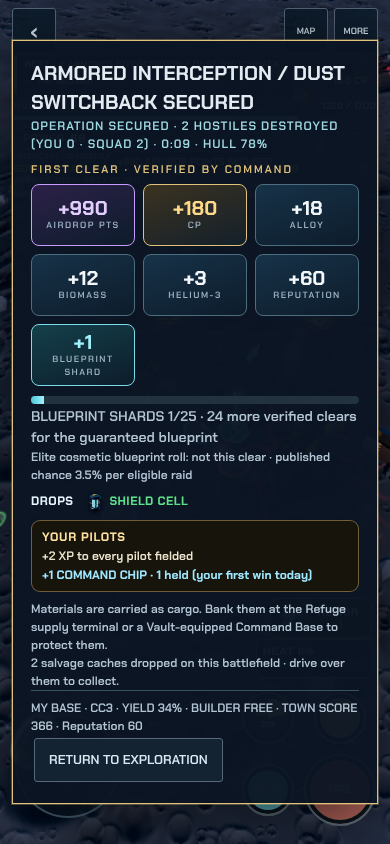 ‹
MAP
MORE
ARMORED INTERCEPTION / DUST
SWITCHBACK SECURED
OPERATION SECURED · 2 HOSTILES DESTROYED
(YOU 0 · SQUAD 2) · 0:09 · HULL 78%
FIRST CLEAR · VERIFIED BY COMMAND
+990
AIRDROP PTS
+180
CP
+18
ALLOY
+12
BIOMASS
+3
HELIUM-3
+60
REPUTATION
+1
BLUEPRINT
SHARD
BLUEPRINT SHARDS 1/25 · 24 more verified clears
for the guaranteed blueprint
Elite cosmetic blueprint roll: not this clear · published
chance 3.5% per eligible raid
DROPS SHIELD CELL
YOUR PILOTS
+2 XP to every pilot fielded
+1 COMMAND CHIP · 1 held (your first win today)
Materials are carried as cargo. Bank them at the Refuge
supply terminal or a Vault-equipped Command Base to
protect them.
2 salvage caches dropped on this battlefield · drive over
them to collect.
MY BASE · CC3 · YIELD 34% · BUILDER FREE · TOWN SCORE
366 · Reputation 60
RETURN TO EXPLORATION